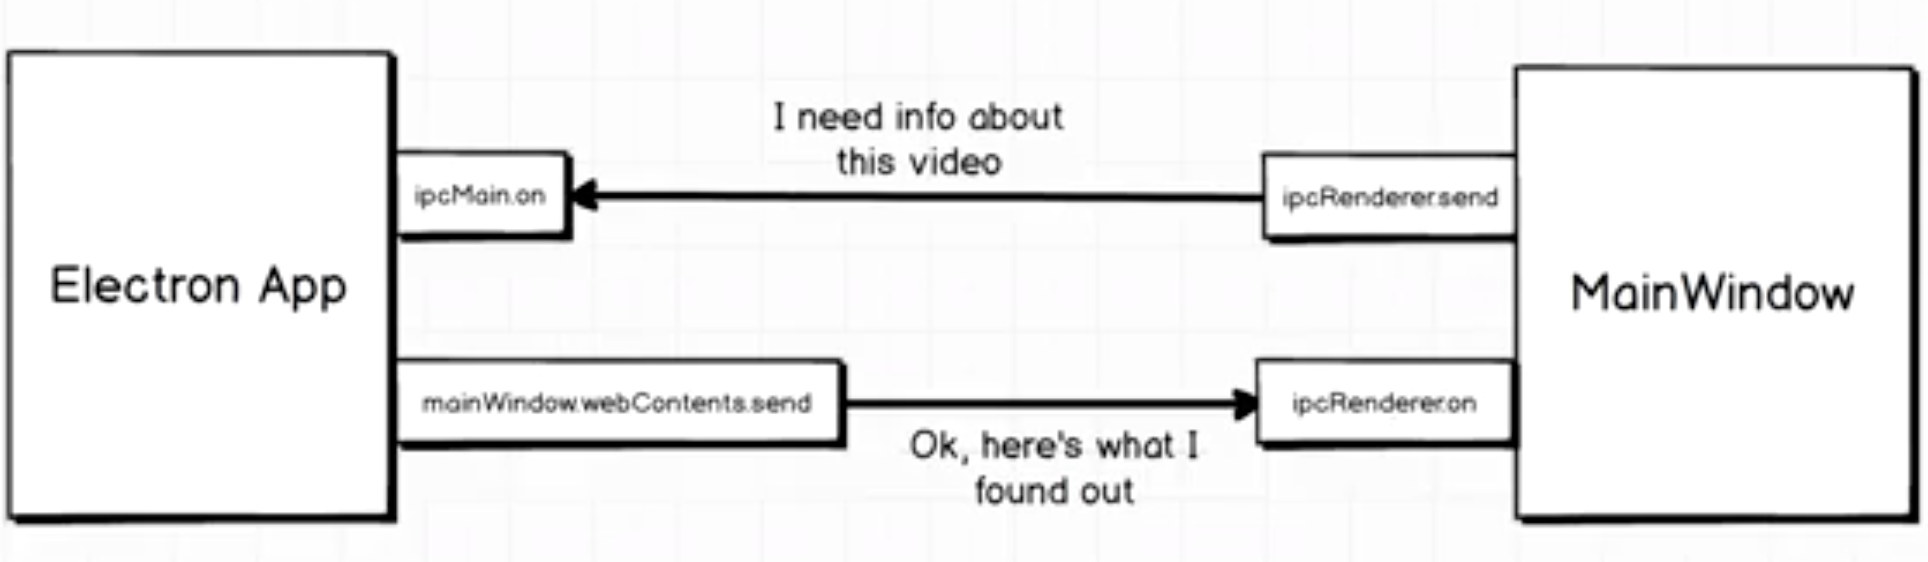 I need info about
this video
ipcMain.on
ipcRenderer.send
Electron App
MainWindow
mainWindow.webContents.send
ipcRenderer.on
Ok, here's what I
found out